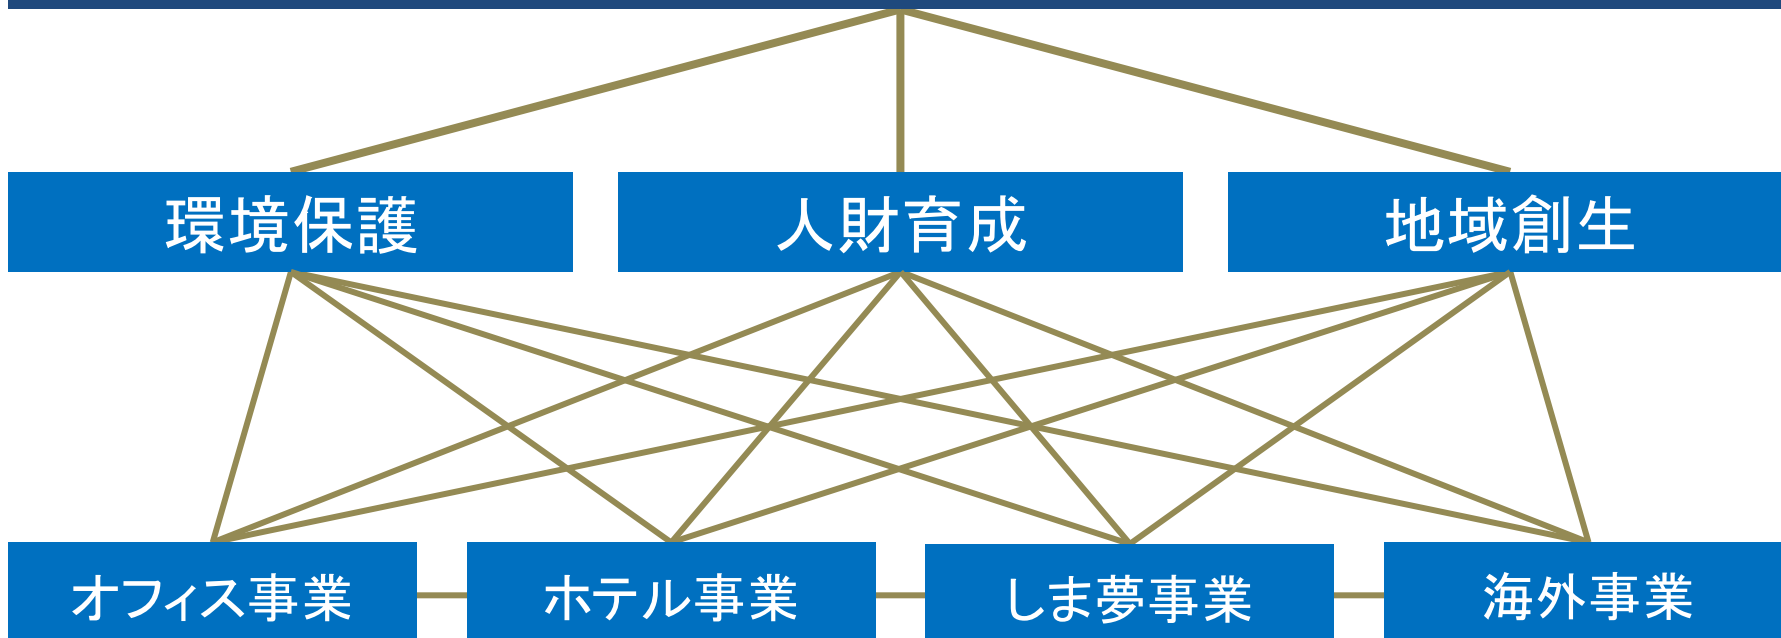 環境保護
人財育成
地域創生
オフィス事業
ホテル事業
しま夢事業
海外事業